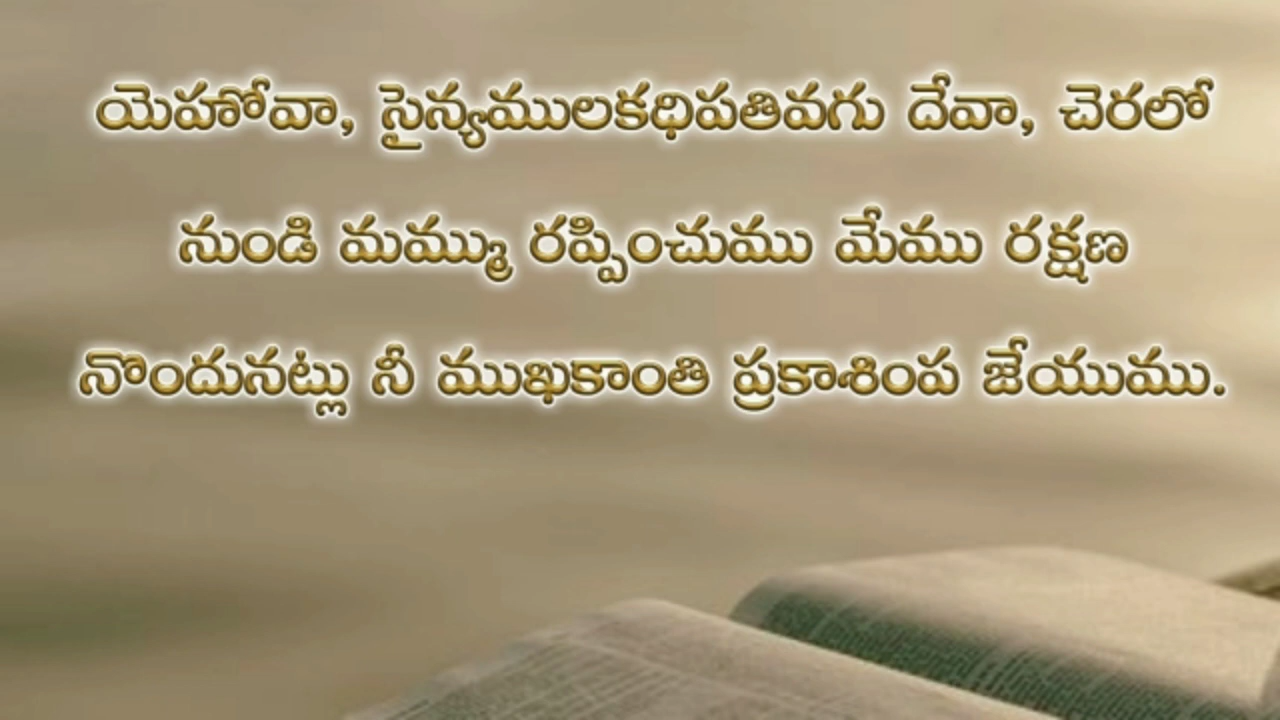 యెహోవా, సైన్యములకధిపతివగు దేవా, చెరలో
నుండి మమ్ము రప్పించుము మేము రక్షణ
నొందునట్లు నీ ముఖకాంతి ప్రకాశింప జేయుము.